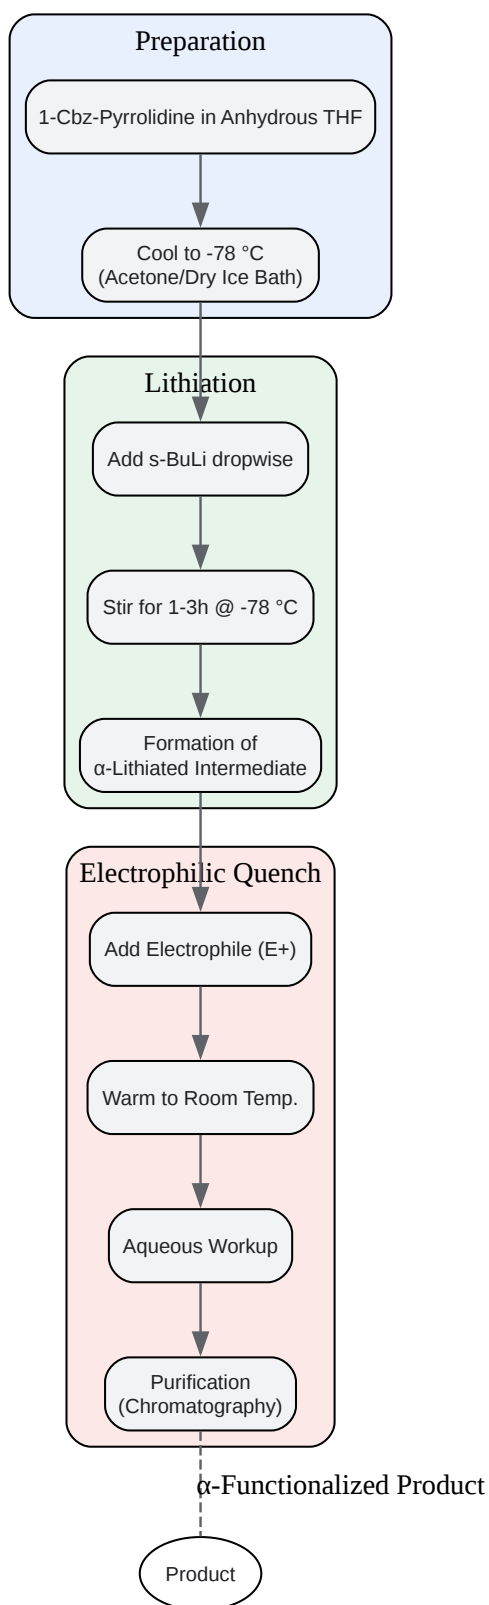 Preparation
1-Cbz-Pyrrolidine in Anhydrous THF
Cool to -78 °C
(Acetone/Dry Ice Bath)
Lithiation
Add s-BuLi dropwise
Stir for 1-3h @ -78 °C
Formation of
α-Lithiated Intermediate
Electrophilic Quench
Add Electrophile (E+)
Warm to Room Temp.
Aqueous Workup
Purification
(Chromatography)
α-Functionalized Product
Product